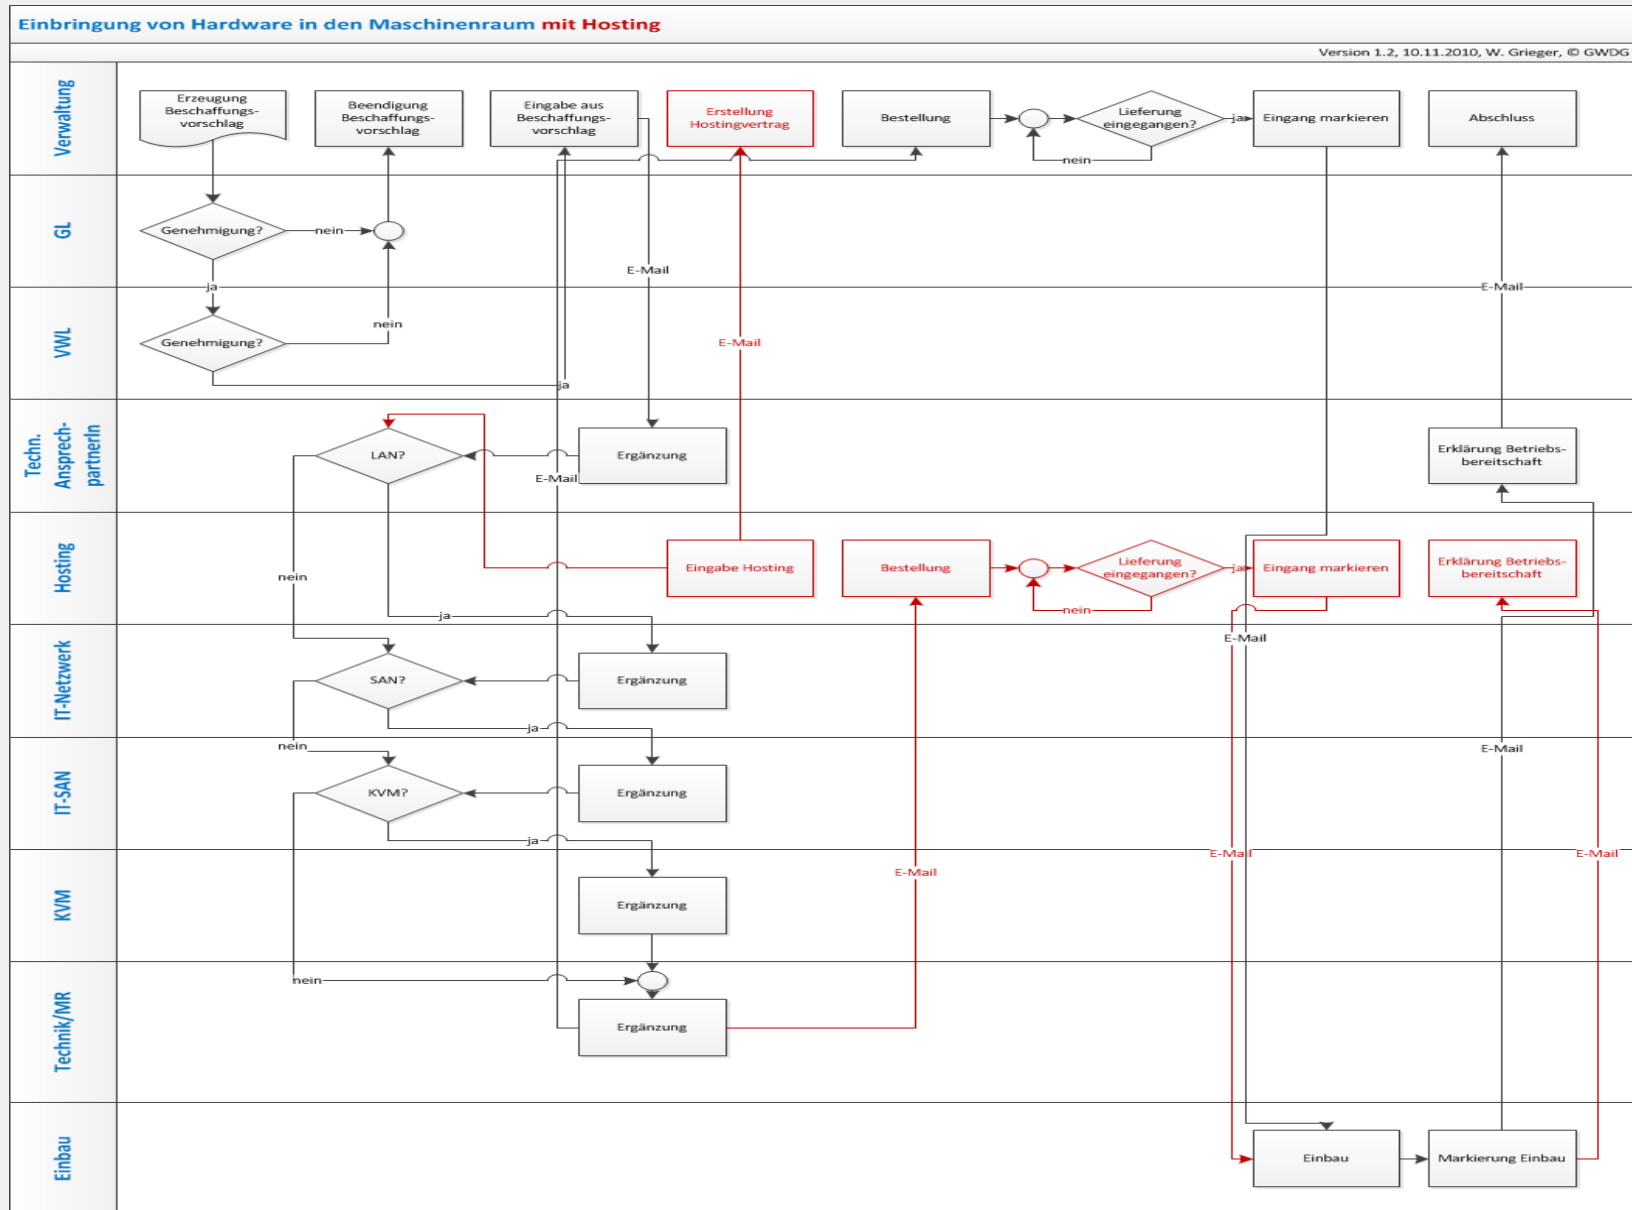 Einbringung von Hardware in den Maschinenraum mit Hosting
Version 1.2, 10.11.2010, W. Grieger, © GWDG
Verwaltung
Erzeugung
Beschaffungs-
vorschlag
Beendigung
Beschaffungs-
vorschlag
Eingabe aus
Beschaffungs-
vorschlag
Erstellung
Hostingvertrag
Bestellung
Lieferung
eingegangen?
ja
nein
Eingang markieren
Abschluss
GL
Genehmigung?
nein
ja
E-Mail
E-Mail
VWL
Genehmigung?
nein
ja
E-Mail
Techn.
Ansprech-
partnerIn
LAN?
Ergänzung
E-Mail
Erklärung Betriebs-
bereitschaft
Hosting
nein
ja
Eingabe Hosting
Bestellung
Lieferung
eingegangen?
ja
nein
Eingang markieren
Erklärung Betriebs-
bereitschaft
IT-Netzwerk
SAN?
Ergänzung
ja
E-Mail
IT-SAN
nein
KVM?
Ergänzung
ja
E-Mail
KVM
Ergänzung
E-Mail
E-Mail
E-Mail
Technik/MR
nein
Ergänzung
Einbau
Einbau
Markierung Einbau